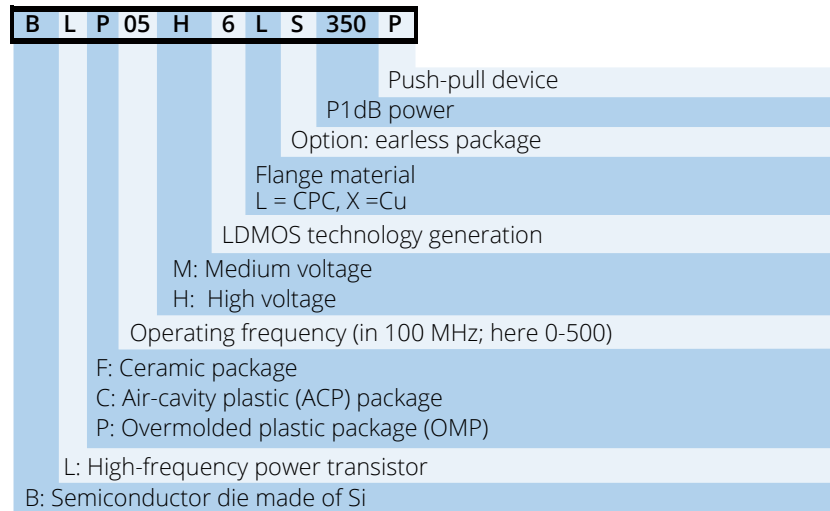 B L P 05 H 6 L S 350 P
Push-pull device
P1dB power
Option: earless package
Flange material
L = CPC, X =Cu
LDMOS technology generation
M: Medium voltage
H: High voltage
Operating frequency (in 100 MHz; here 0-500)
F: Ceramic package
C: Air-cavity plastic (ACP) package
P: Overmolded plastic package (OMP)
L: High-frequency power transistor
B: Semiconductor die made of Si